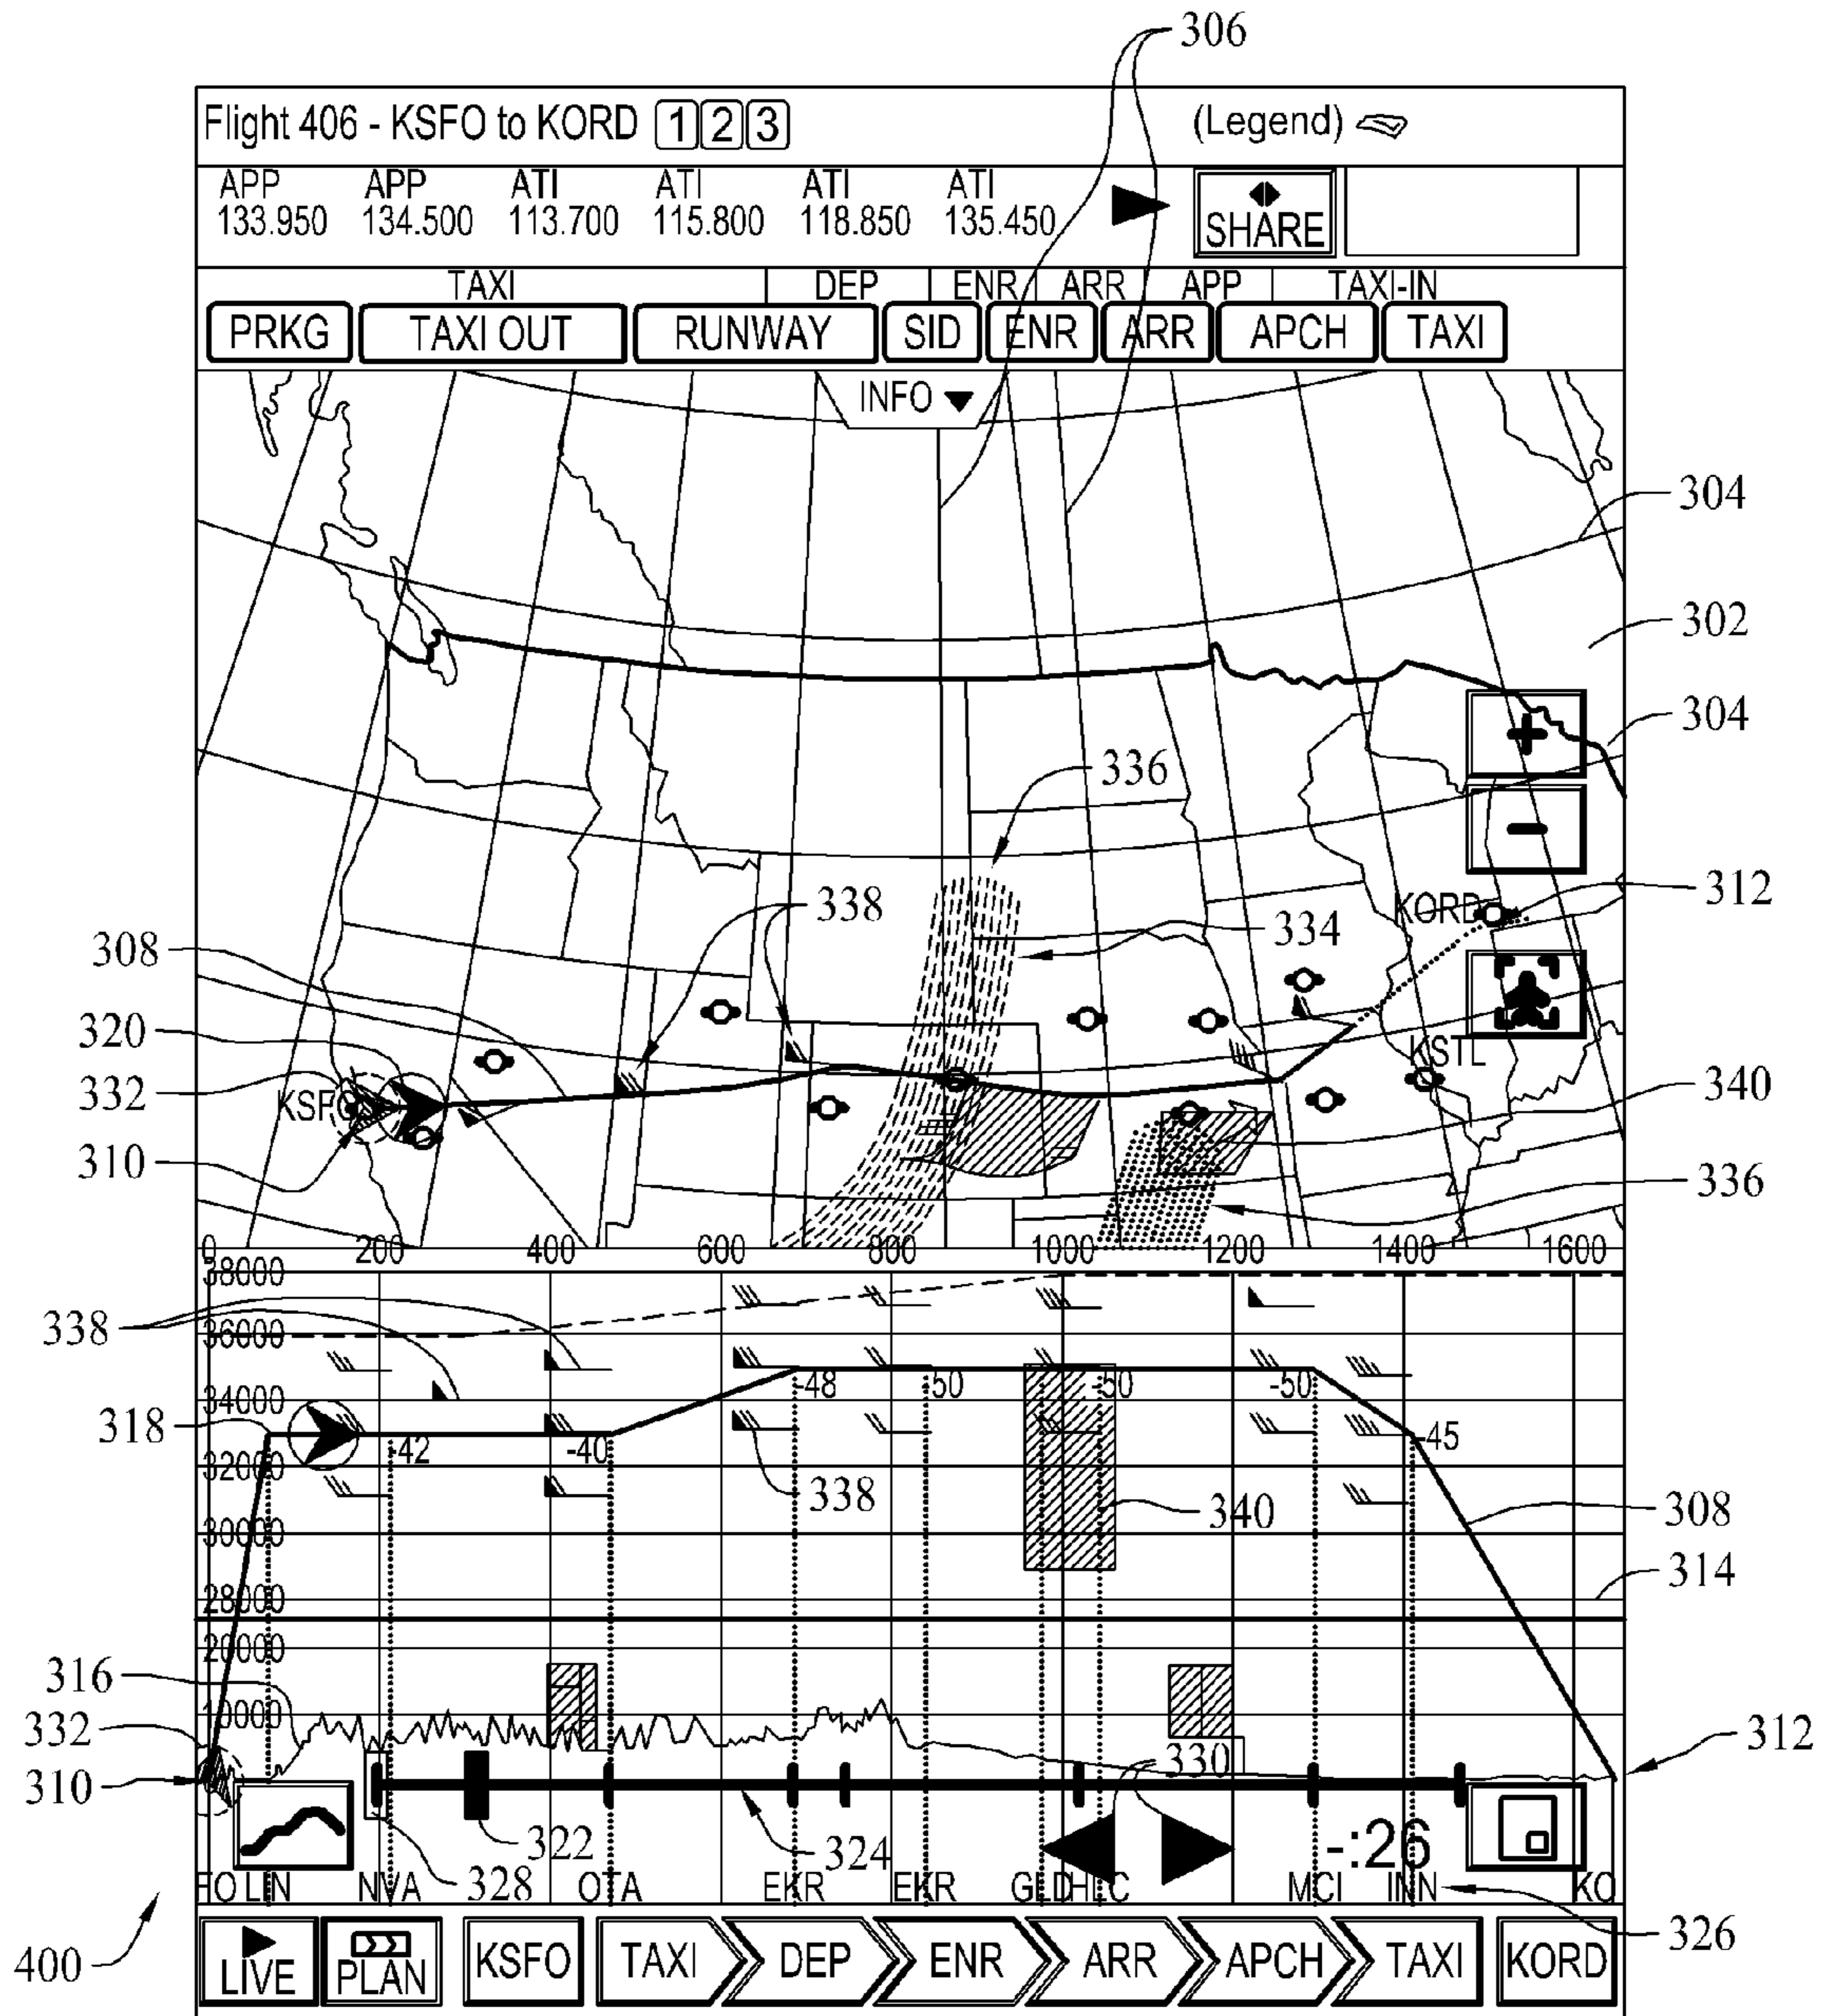 306
Flight 406 - KSFO to KORD 1 2 3 (Legend)
APP APP ATI ATI ATI ATI
133.950 134.500 113.700 115.800 118.850 135.450
SHARE
TAXI DEP ENR ARR APP TAXI-IN
PRKG TAXI OUT RUNWAY SID ENR ARR APCH TAXI
INFO
304
302
304
336
312
338
KORD
308
334
320
KSTL
332
KSFO
340
310
336
0 200 400 600 800 1000 1200 1400 1600
38000
338
36000
34000
-48 -50 -50 -50
318
-42 -40 -45
32000
338
340
308
30000
314
28000
20000
316
10000
332
330
312
310
322
324
-:26
328
FO LIN NVA OTA EKR EKR GLD HLC MCI INN KO
326
400
LIVE PLAN KSFO TAXI DEP ENR ARR APCH TAXI KORD